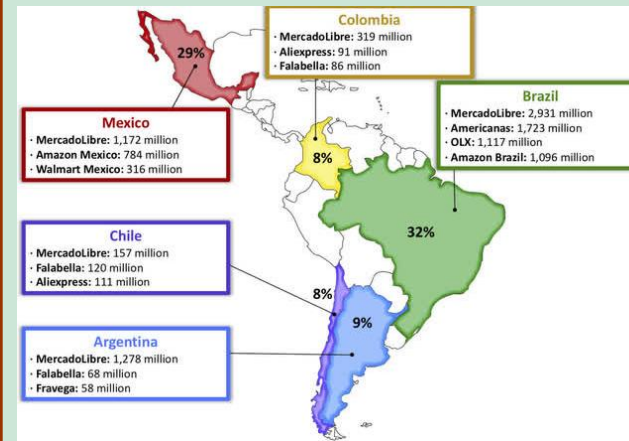 Colombia
· MercadoLibre: 319 million
· Aliexpress: 91 million
· Falabella: 86 million
29%
Mexico
· MercadoLibre: 1,172 million
· Amazon Mexico: 784 million
· Walmart Mexico: 316 million
Brazil
· MercadoLibre: 2,931 million
· Americanas: 1,723 million
· OLX: 1,117 million
· Amazon Brazil: 1,096 million
8%
32%
Chile
· MercadoLibre: 157 million
· Falabella: 120 million
· Aliexpress: 111 million
8%
9%
Argentina
· MercadoLibre: 1,278 million
· Falabella: 68 million
· Fravega: 58 million